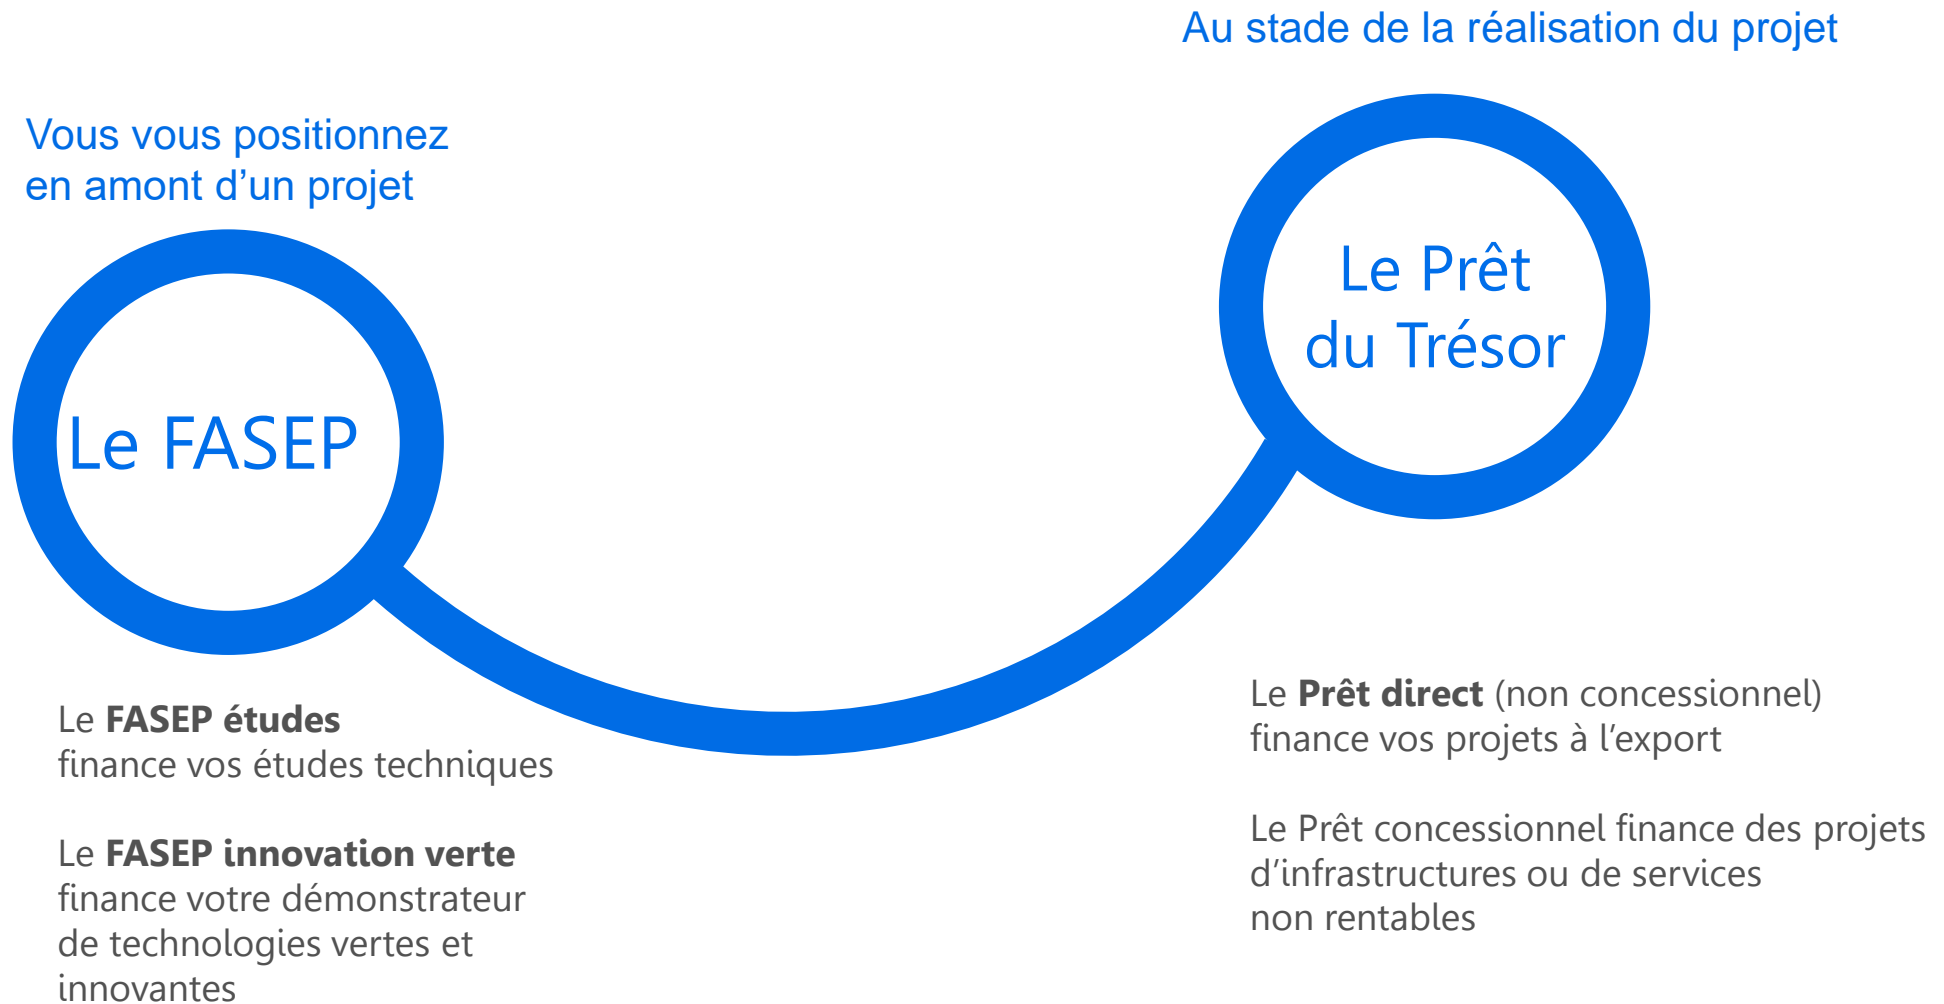 Au stade de la réalisation du projet
Vous vous positionnez
en amont d’un projet
Le FASEP
Le Prêt
du Trésor
Le FASEP études
finance vos études techniques
Le FASEP innovation verte
finance votre démonstrateur
de technologies vertes et
innovantes
Le Prêt direct (non concessionnel)
finance vos projets à l’export
Le Prêt concessionnel finance des projets
d’infrastructures ou de services
non rentables